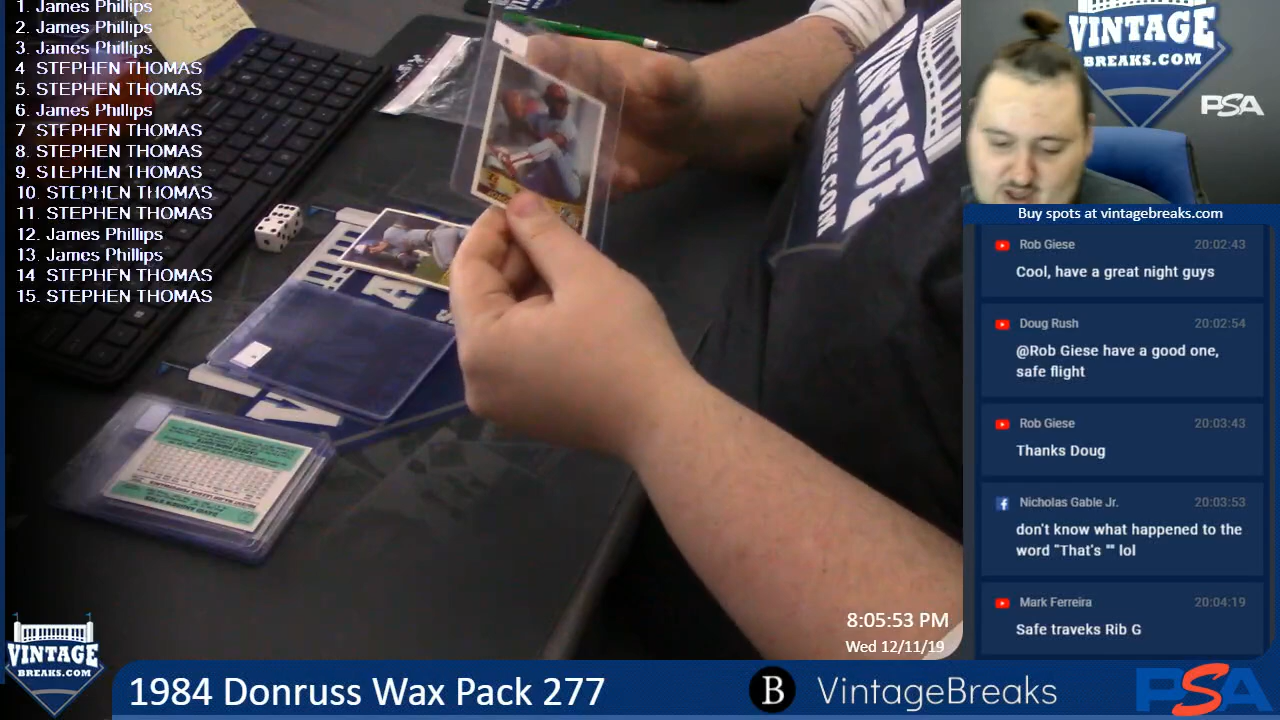 1. James Phillips
2. James Phillips
3. James Phillips
4 STEPHEN THOMAS
5. STEPHEN THOMAS
6. James Phillips
7 STEPHEN THOMAS
8. STEPHEN THOMAS
9. STEPHEN THOMAS
10. STEPHEN THOMAS
11. STEPHEN THOMAS
12. James Phillips
13. James Phillips
14 STEPHEN THOMAS
15. STEPHEN THOMAS
VINTAGE
BREAKS.COM
VINTAGE
BREAKS.COM
PSA
Buy spots at vintagebreaks.com
Rob Giese 20:02:43
Cool, have a great night guys
Doug Rush 20:02:54
@Rob Giese have a good one,
safe flight
Rob Giese 20:03:43
Thanks Doug
Nicholas Gable Jr. 20:03:53
don't know what happened to the
word "That's "" lol
Mark Ferreira 20:04:19
Safe traveks Rib G
8:05:53 PM
Wed 12/11/19
VINTAGE
BREAKS.COM
1984 Donruss Wax Pack 277
B VintageBreaks
PSA